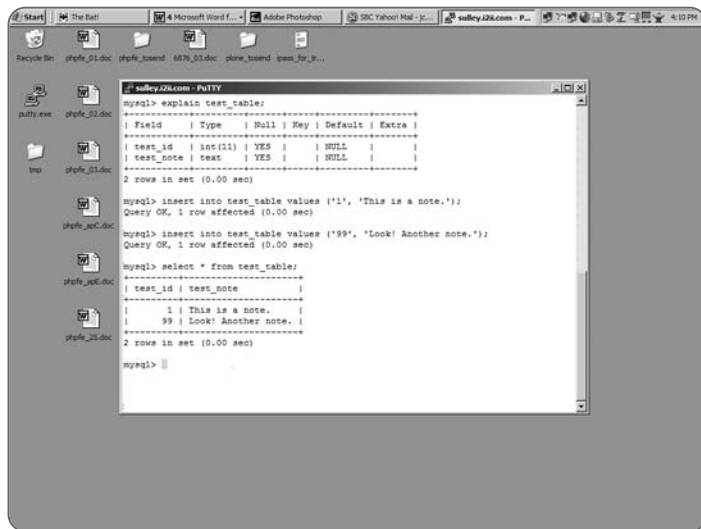 Start
The Bat!
4 Microsoft Word f...
Adobe Photoshop
SBC Yahoo! Mail - jc...
sulley.i2ii.com - P...
4:10 PM
Recycle Bin
phpfe_01.doc
phpfe_tosend
6876_03.doc
plone_tosend
ipass_for_tr...
putty.exe
phpfe_02.doc
tmp
phpfe_03.doc
phpfe_apC.doc
phpfe_apE.doc
phpfe_25.doc
sulley.i2ii.com - PuTTY
mysql> explain test_table;
+-----------+---------+------+-----+---------+-------+
| Field     | Type    | Null | Key | Default | Extra |
+-----------+---------+------+-----+---------+-------+
| test_id   | int(11) | YES  |     | NULL    |       |
| test_note | text    | YES  |     | NULL    |       |
+-----------+---------+------+-----+---------+-------+
2 rows in set (0.00 sec)
mysql> insert into test_table values ('1', 'This is a note.');
Query OK, 1 row affected (0.00 sec)
mysql> insert into test_table values ('99', 'Look! Another note.');
Query OK, 1 row affected (0.00 sec)
mysql> select * from test_table;
+---------+---------------------+
| test_id | test_note           |
+---------+---------------------+
|       1 | This is a note.     |
|      99 | Look! Another note. |
+---------+---------------------+
2 rows in set (0.00 sec)
mysql>